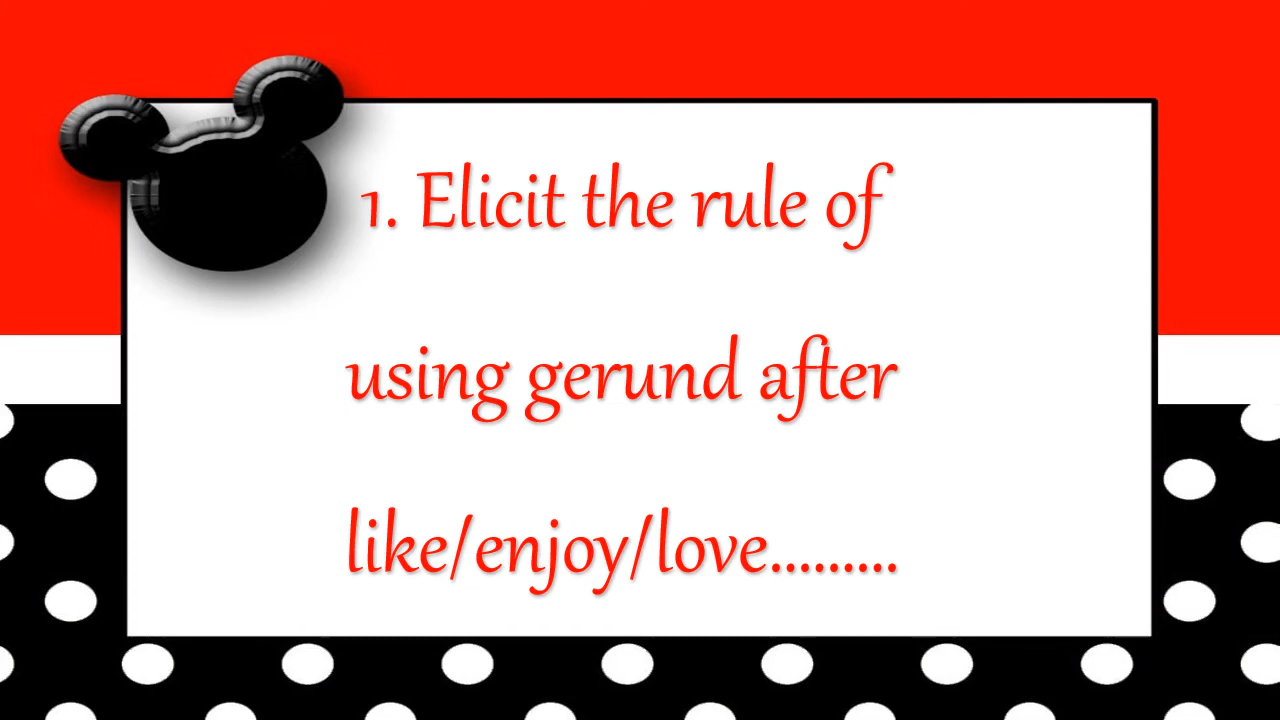 1. Elicit the rule of
using gerund after
like/enjoy/love.........